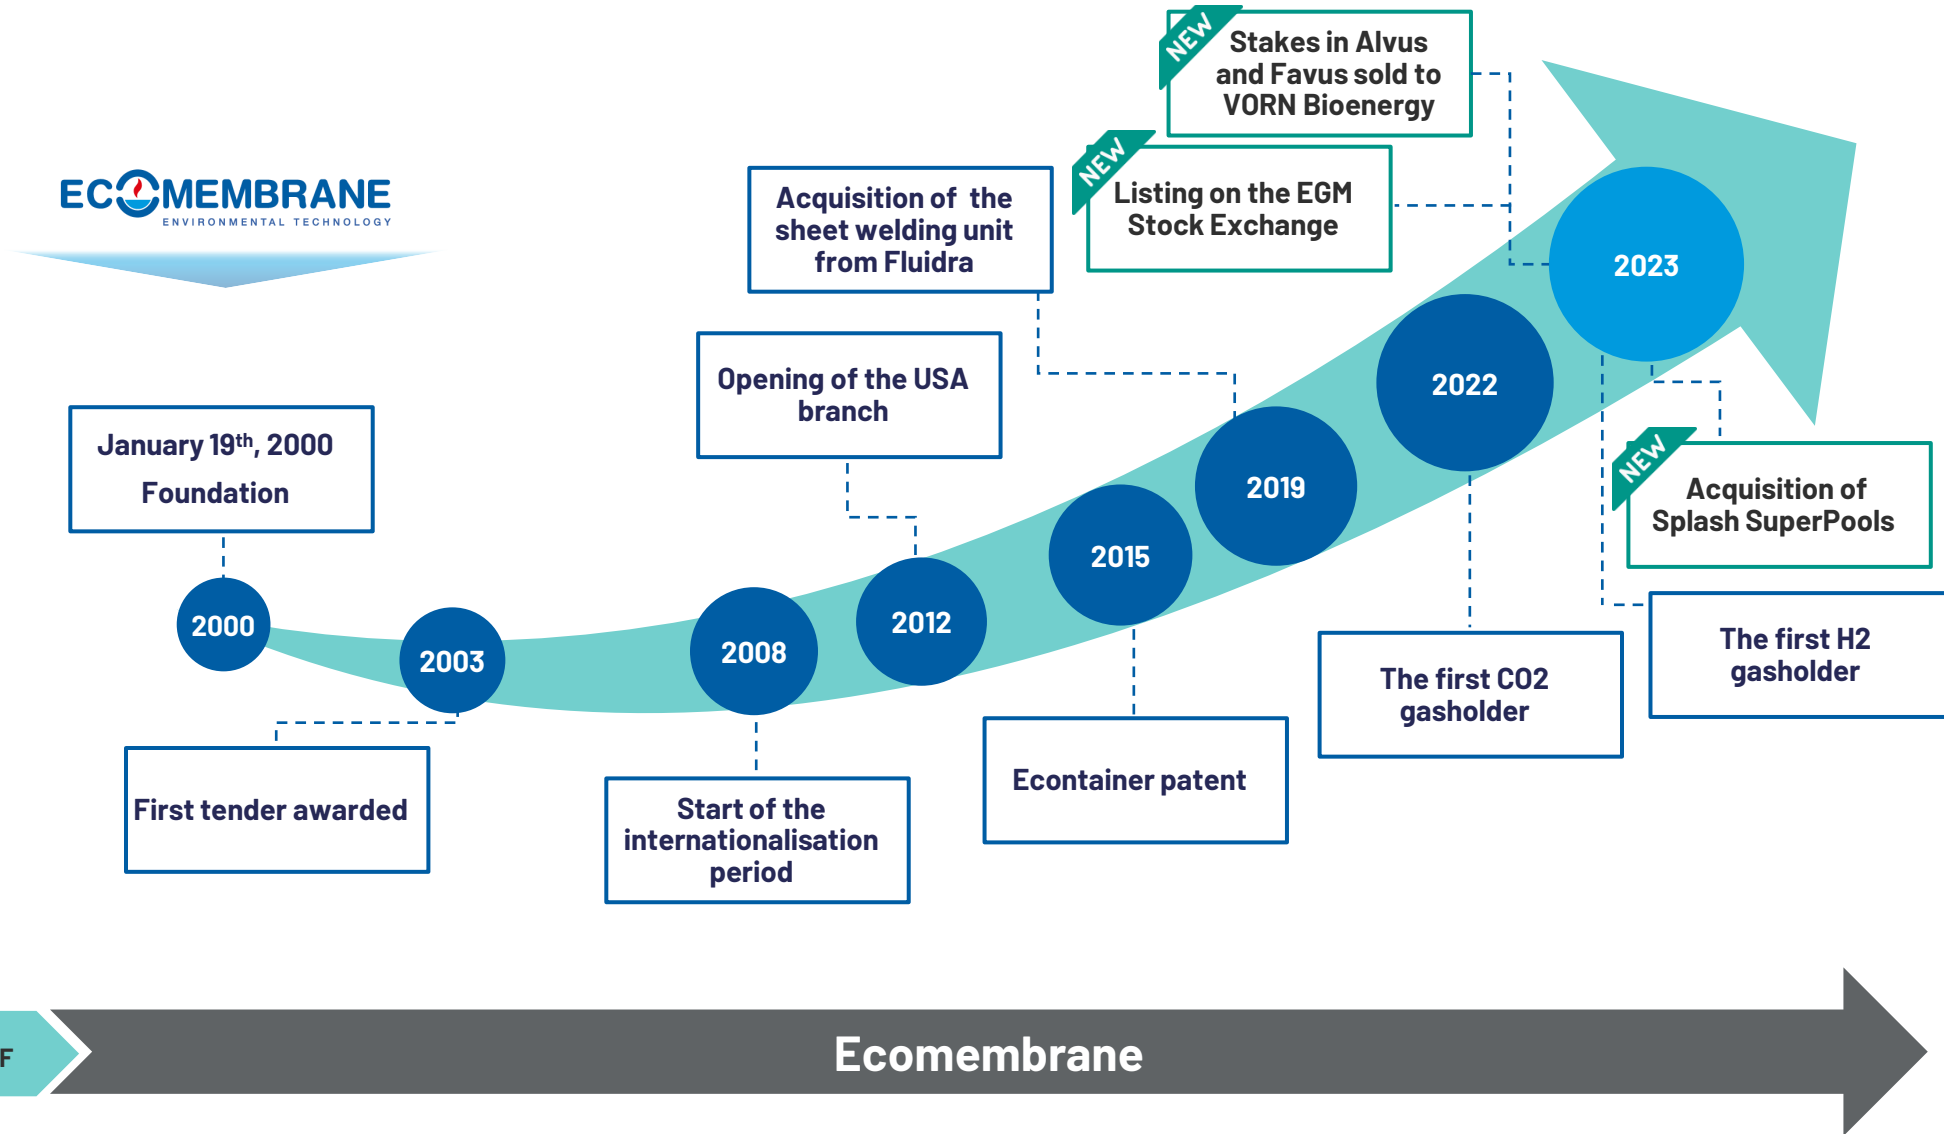 ECOMEMBRANE
ENVIRONMENTAL TECHNOLOGY
NEW
Stakes in Alvus
and Favus sold to
VORN Bioenergy
NEW
Listing on the EGM
Stock Exchange
Acquisition of the
sheet welding unit
from Fluidra
Opening of the USA
branch
January 19th, 2000
Foundation
2000
2003
2008
2012
2015
2019
2022
2023
First tender awarded
Start of the
internationalisation
period
Econtainer patent
The first CO2
gasholder
NEW
Acquisition of
Splash SuperPools
The first H2
gasholder
F
Ecomembrane